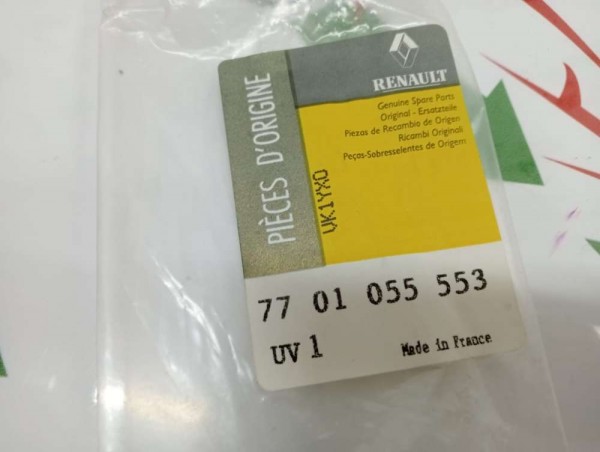 RENAULT
PIÈCES D'ORIGINE
Genuine Spare Parts
Original - Ersatzteile
Piezas de Recambio de Origen
Ricambi Originali
Peças-Sobresselentes de Origem
VK1YXO
77 01 055 553
UV 1
Made in France